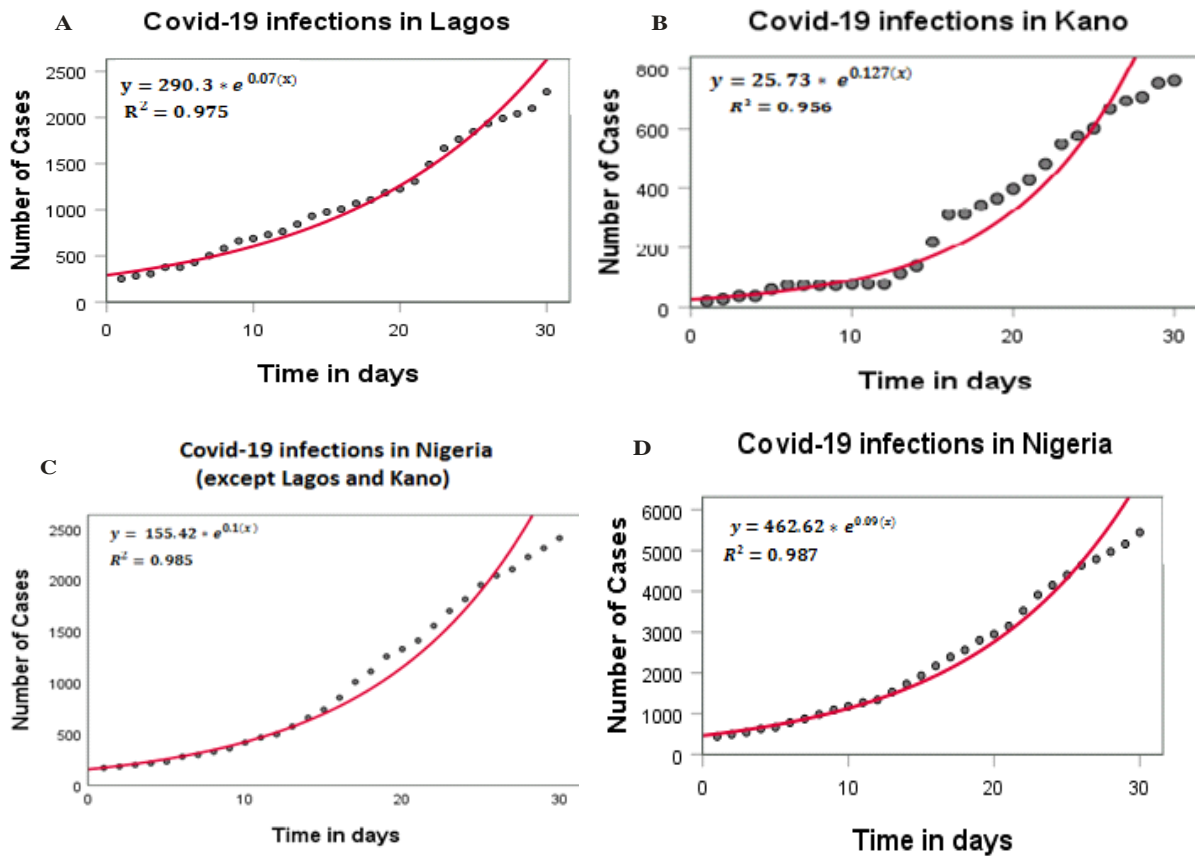 A
Covid-19 infections in Lagos
y = 290.3 * e^0.07(x)
R² = 0.975
Number of Cases
2500
2000
1500
1000
500
0
0 10 20 30
Time in days
B
Covid-19 infections in Kano
y = 25.73 * e^0.127(x)
R² = 0.956
Number of Cases
800
600
400
200
0
0 10 20 30
Time in days
C
Covid-19 infections in Nigeria
(except Lagos and Kano)
y = 155.42 * e^0.1(x)
R² = 0.985
Number of Cases
2500
2000
1500
1000
500
0
0 10 20 30
Time in days
D
Covid-19 infections in Nigeria
y = 462.62 * e^0.09(x)
R² = 0.987
Number of Cases
6000
5000
4000
3000
2000
1000
0
0 10 20 30
Time in days